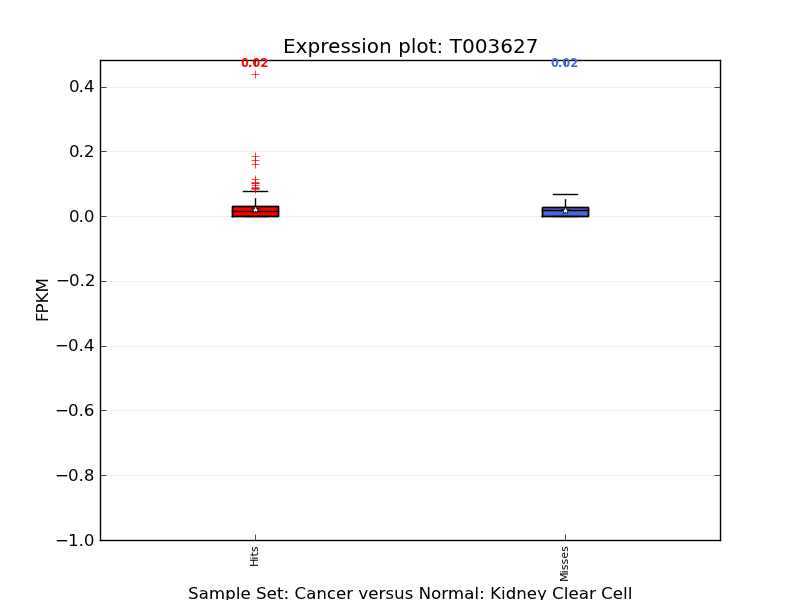 Expression plot: T003627
0.02
0.02
0.4
0.2
0.0
−0.2
−0.4
−0.6
−0.8
−1.0
FPKM
Hits
Misses
Sample Set: Cancer versus Normal: Kidney Clear Cell